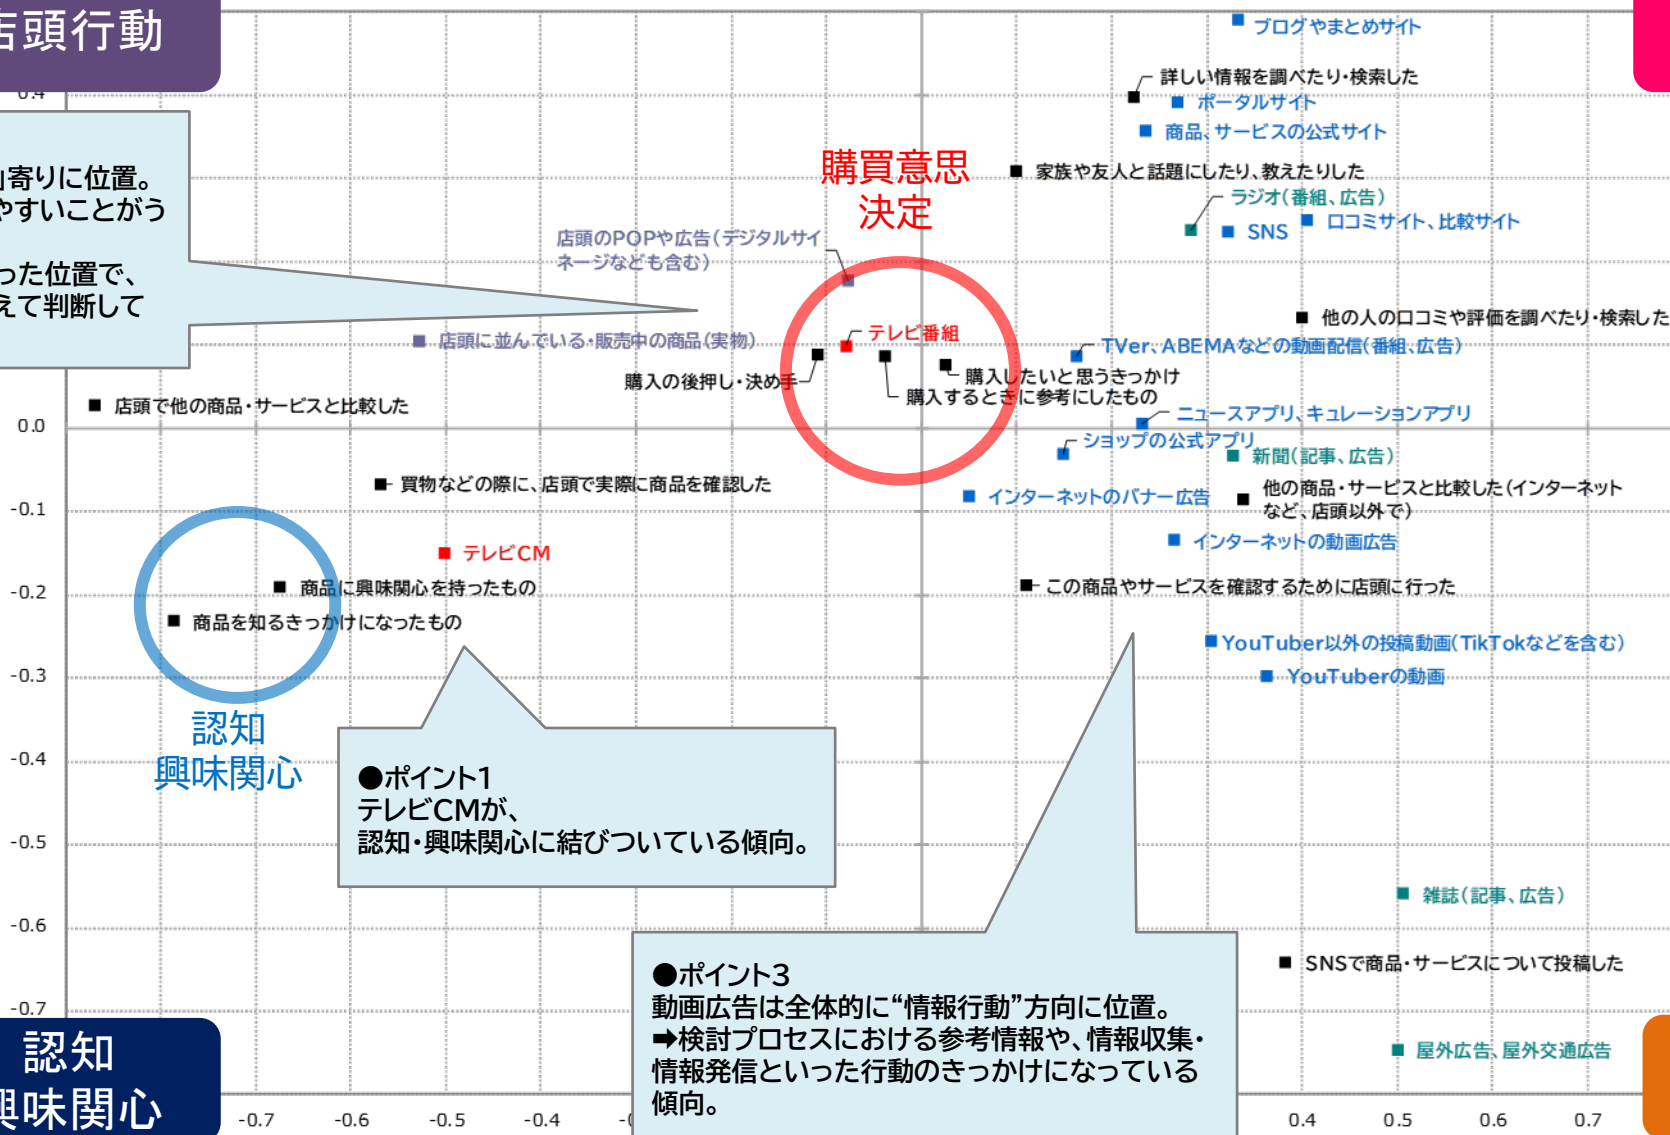 店頭行動
ブログやまとめサイト
詳しい情報を調べたり・検索した
ポータルサイト
商品、サービスの公式サイト
寄りに位置。
やすいことがう
った位置で、
えて判断して
購買意思
決定
家族や友人と話題にしたり、教えたりした
ラジオ(番組、広告)
SNS
口コミサイト、比較サイト
店頭のPOPや広告(デジタルサイ
ネージなども含む)
他の人の口コミや評価を調べたり・検索した
店頭に並んでいる・販売中の商品(実物)
テレビ番組
TVer、ABEMAなどの動画配信(番組、広告)
購入の後押し・決め手
購入したいと思うきっかけ
購入するときに参考にしたもの
店頭で他の商品・サービスと比較した
ニュースアプリ、キュレーションアプリ
0.0
ショップの公式アプリ
新聞(記事、広告)
買物などの際に、店頭で実際に商品を確認した
インターネットのバナー広告
他の商品・サービスと比較した(インターネット
など、店頭以外で)
-0.1
インターネットの動画広告
テレビCM
商品に興味関心を持ったもの
この商品やサービスを確認するために店頭に行った
-0.2
商品を知るきっかけになったもの
YouTuber以外の投稿動画(TikTokなどを含む)
-0.3
YouTuberの動画
認知
興味関心
-0.4
●ポイント1
テレビCMが、
認知・興味関心に結びついている傾向。
-0.5
雑誌(記事、広告)
-0.6
SNSで商品・サービスについて投稿した
●ポイント3
動画広告は全体的に“情報行動”方向に位置。
➡検討プロセスにおける参考情報や、情報収集・
情報発信といった行動のきっかけになっている
傾向。
-0.7
屋外広告、屋外交通広告
認知
興味関心
-0.7 -0.6 -0.5 -0.4 0.4 0.5 0.6 0.7